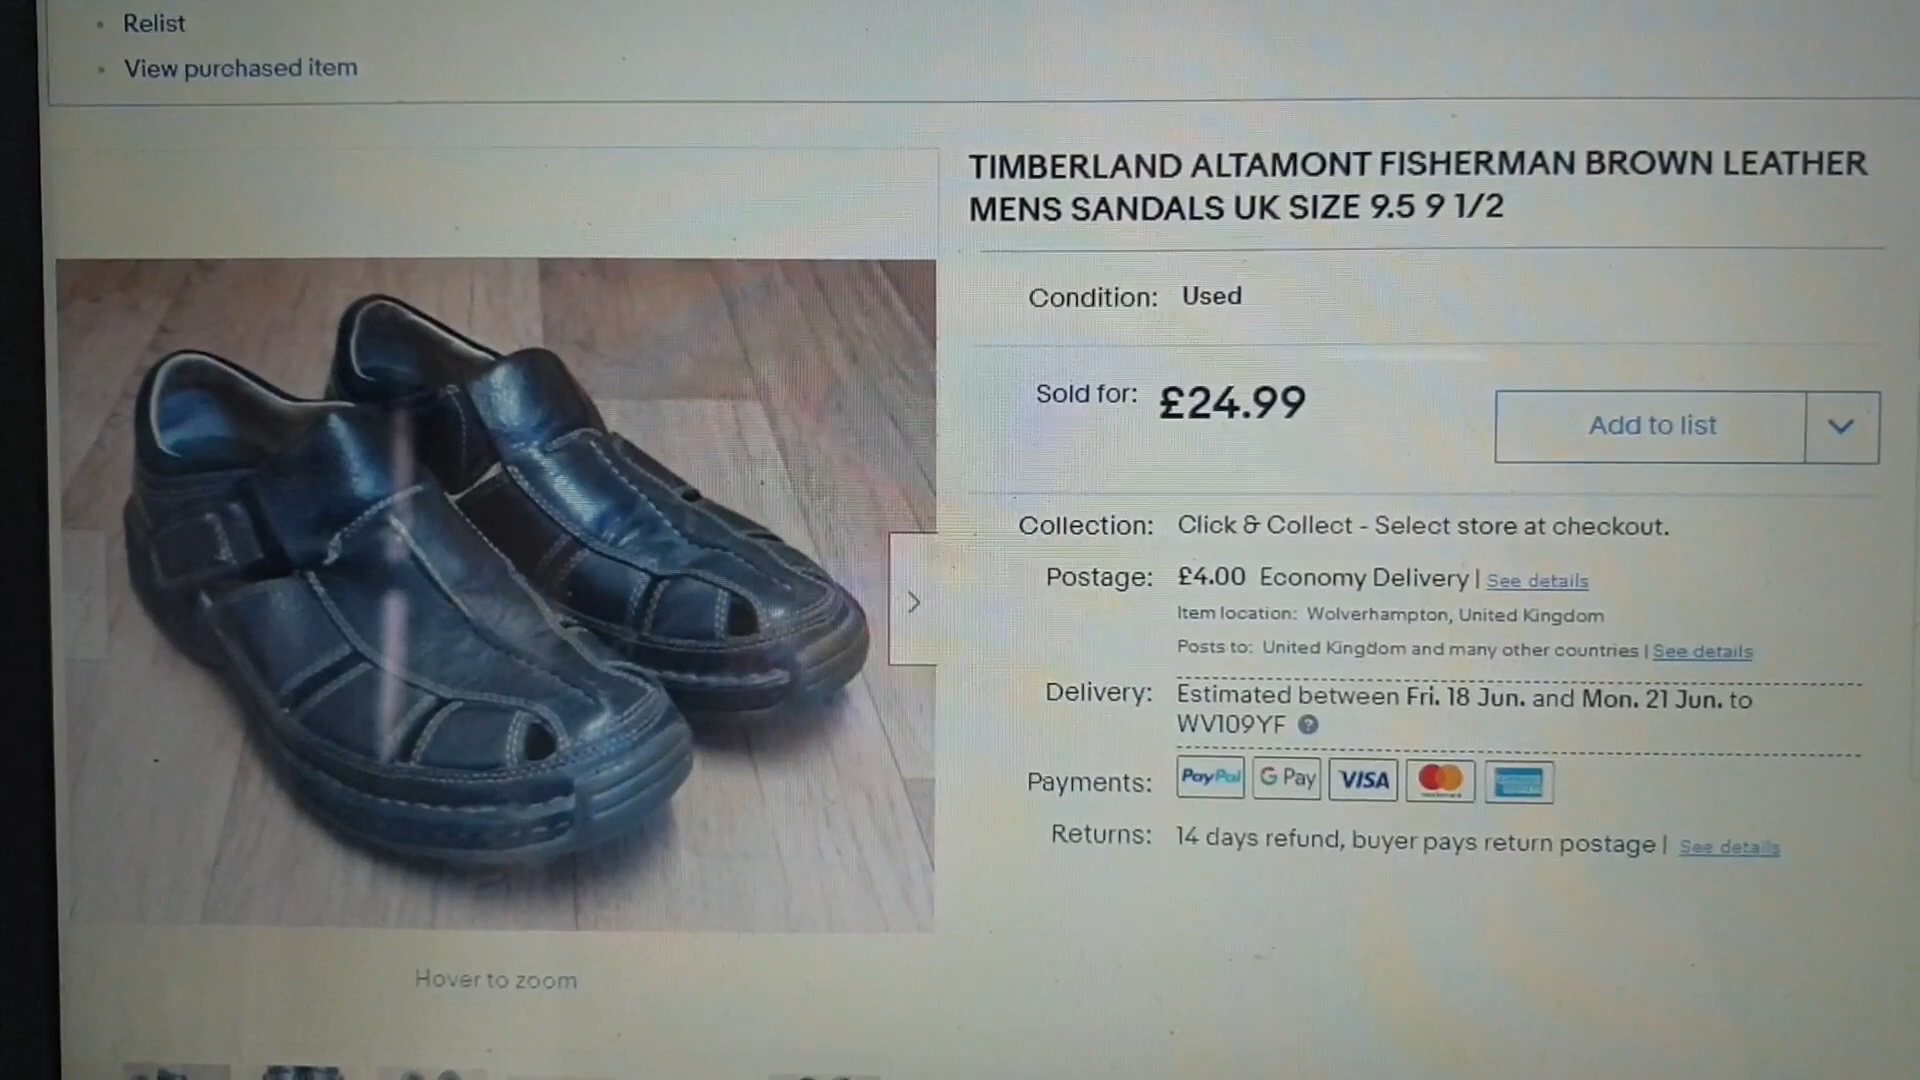 Relist
View purchased item
TIMBERLAND ALTAMONT FISHERMAN BROWN LEATHER
MENS SANDALS UK SIZE 9.5 9 1/2
Condition: Used
Sold for: £24.99
Add to list
Collection: Click & Collect - Select store at checkout.
Postage: £4.00 Economy Delivery | See details
Item location: Wolverhampton, United Kingdom
Posts to: United Kingdom and many other countries | See details
Delivery: Estimated between Fri. 18 Jun. and Mon. 21 Jun. to
WV109YF
Payments: PayPal G Pay VISA
Returns: 14 days refund, buyer pays return postage | See details
Hover to zoom